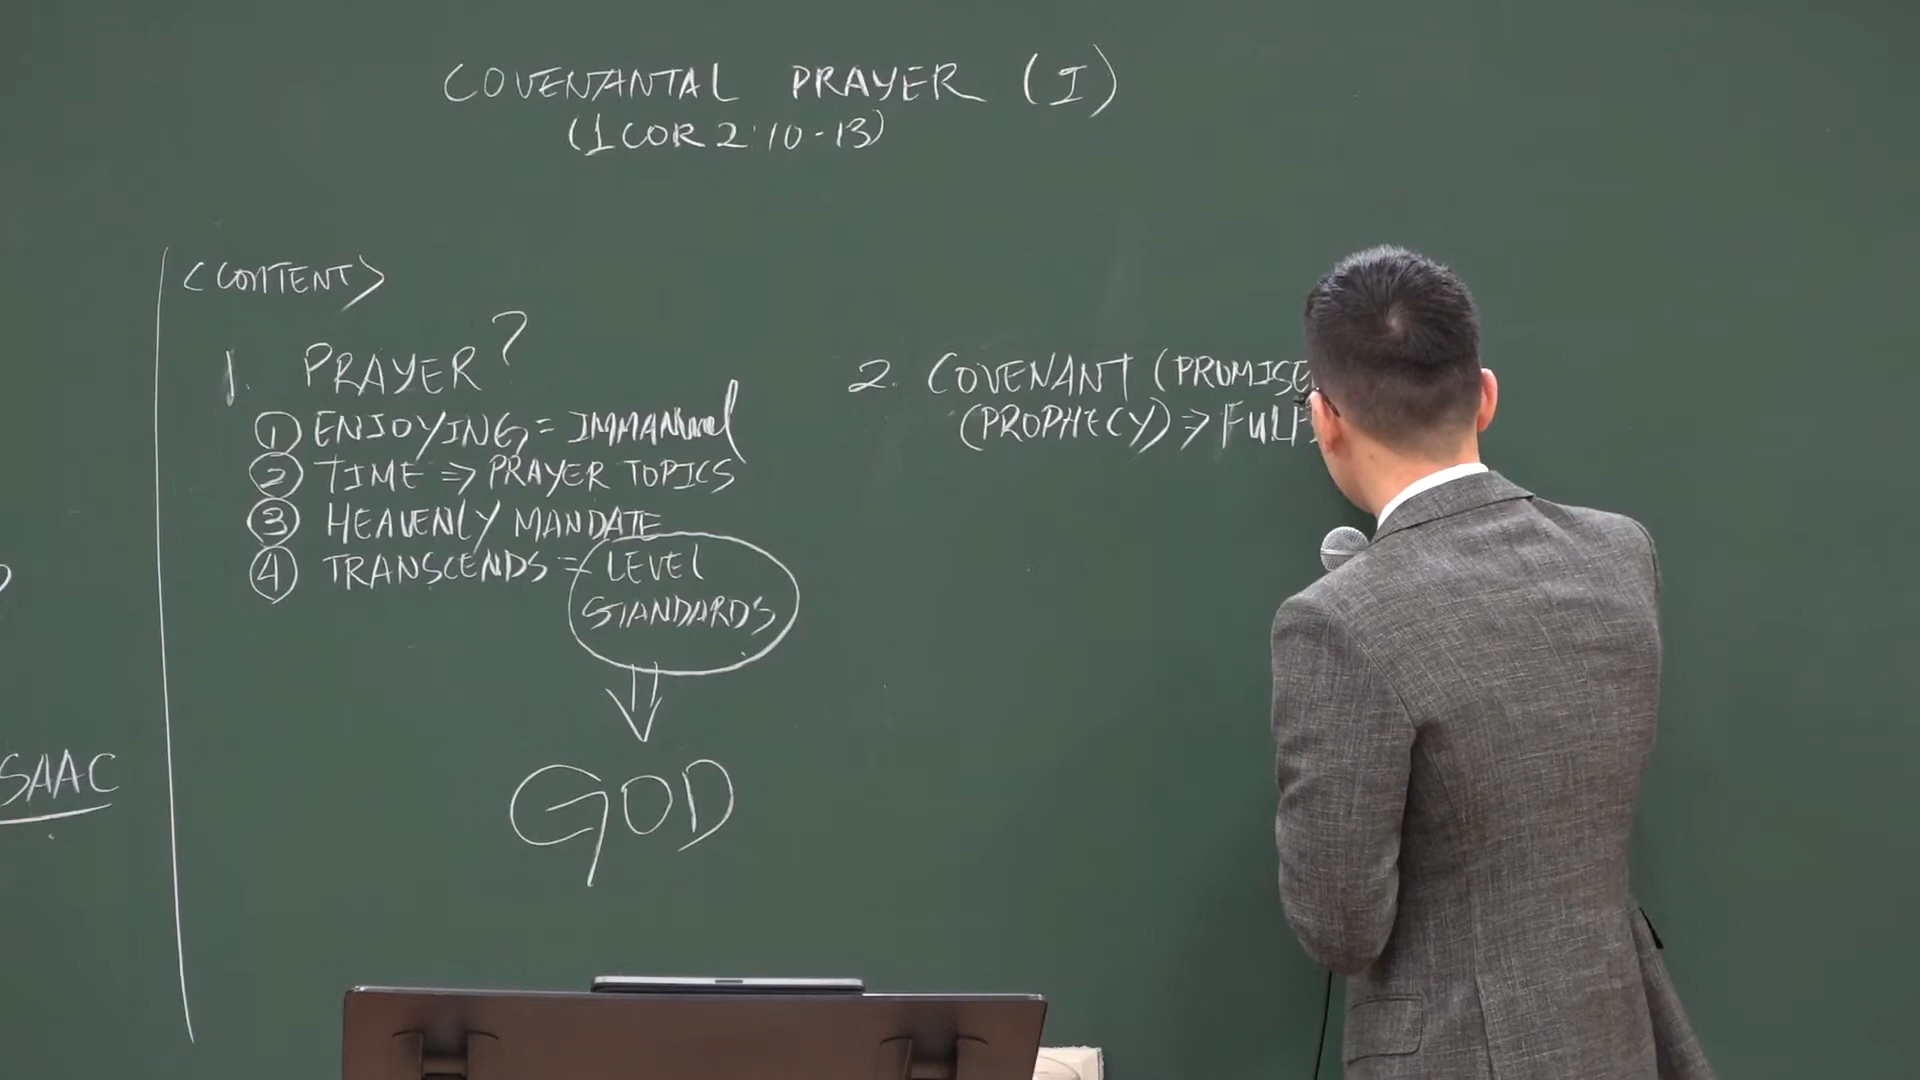 COVENANTAL PRAYER (I)
(1 COR 2:10-13)
<CONTENT>
1. PRAYER?
① ENJOYING = IMMANUEL
② TIME ⇒ PRAYER TOPICS
③ HEAVENLY MANDATE
④ TRANSCENDS = LEVEL
STANDARDS
GOD
2. COVENANT (PROMISE
(PROPHECY) ⇒ FULF
SAAC